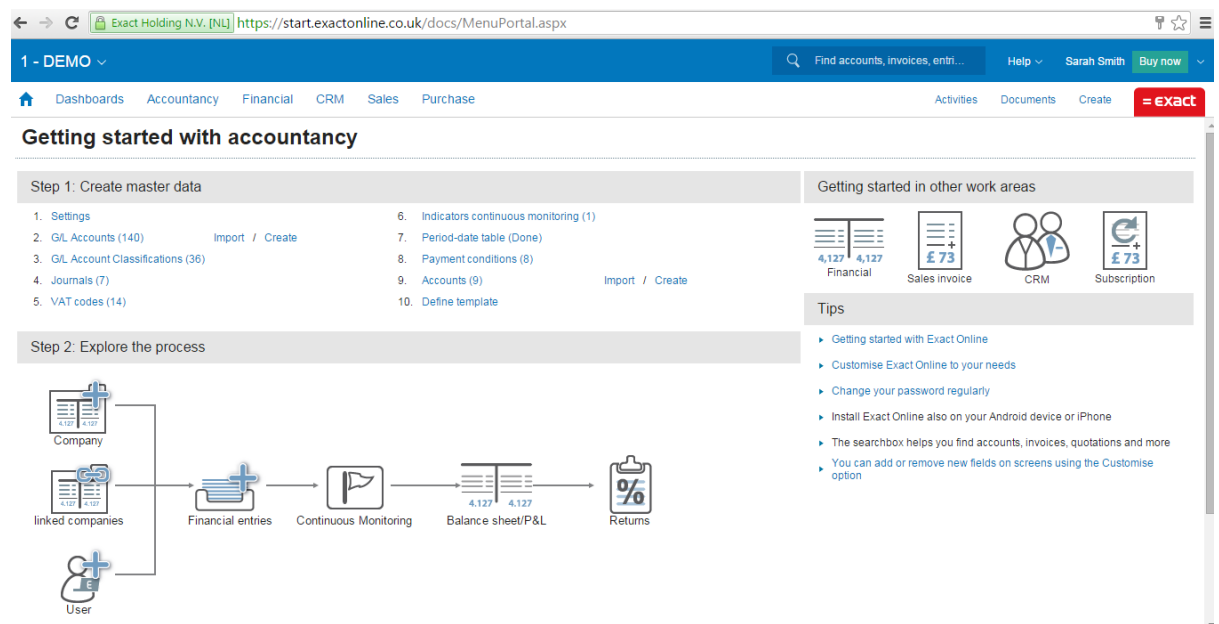 Exact Holding N.V. [NL] https://start.exactonline.co.uk/docs/MenuPortal.aspx
1 - DEMO Find accounts, invoices, entri... Help Sarah Smith Buy now
Dashboards Accountancy Financial CRM Sales Purchase Activities Documents Create = exact
Getting started with accountancy
Step 1: Create master data
1. Settings
2. G/L Accounts (140) Import / Create
3. G/L Account Classifications (36)
4. Journals (7)
5. VAT codes (14)
6. Indicators continuous monitoring (1)
7. Period-date table (Done)
8. Payment conditions (8)
9. Accounts (9) Import / Create
10. Define template
Step 2: Explore the process
4.127 4.127
Company
4.127 4.127
linked companies
E
User
Financial entries
Continuous Monitoring
4.127 4.127
Balance sheet/P&L
%
Returns
Getting started in other work areas
4,127 4,127
Financial
£ 73
Sales invoice
CRM
€
£ 73
Subscription
Tips
Getting started with Exact Online
Customise Exact Online to your needs
Change your password regularly
Install Exact Online also on your Android device or iPhone
The searchbox helps you find accounts, invoices, quotations and more
You can add or remove new fields on screens using the Customise
option